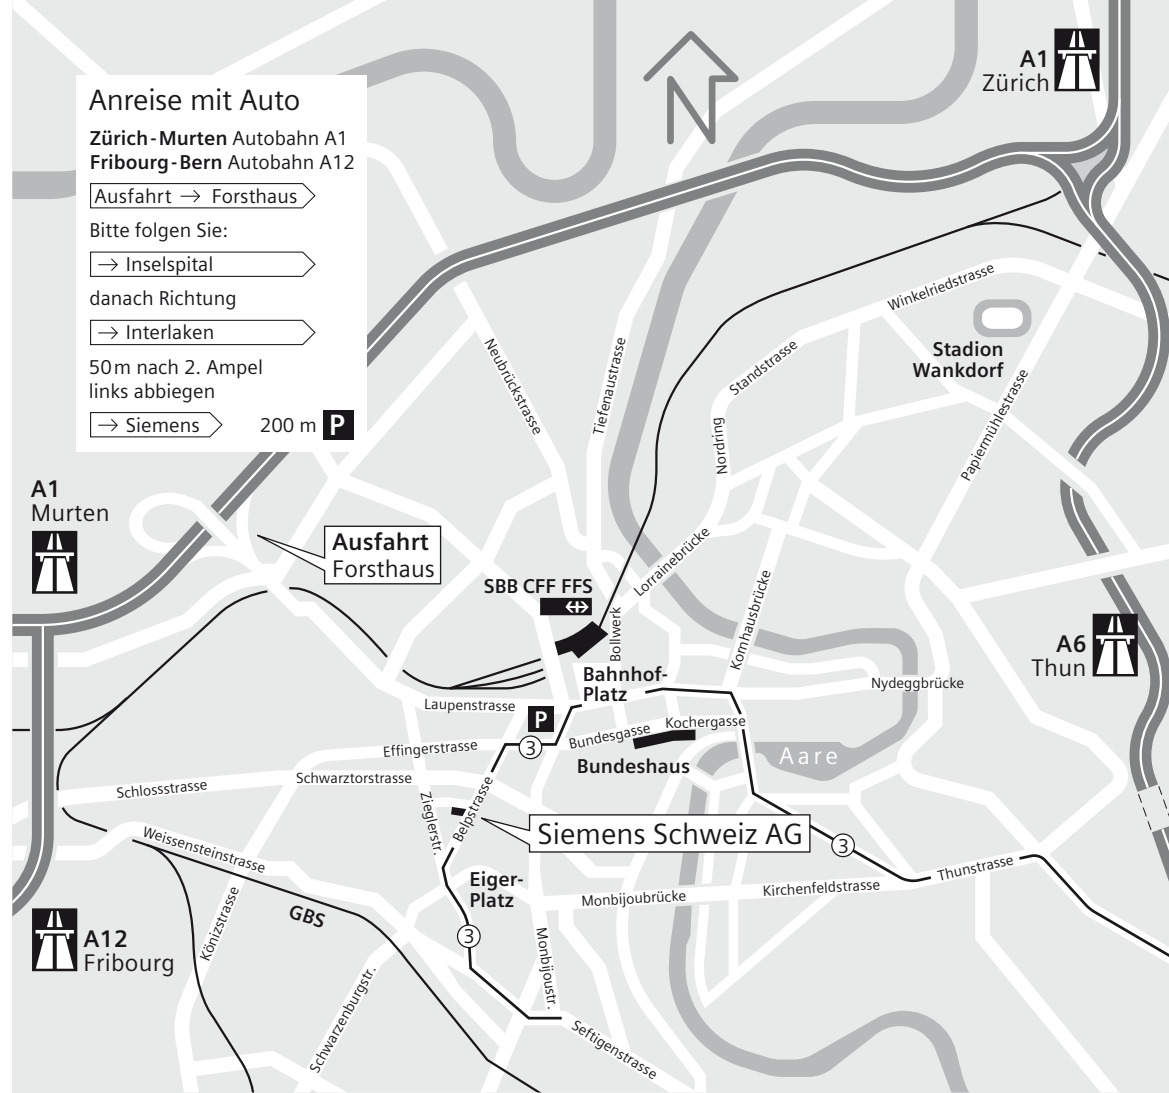 A1
Zürich
Anreise mit Auto
Zürich-Murten Autobahn A1
Fribourg-Bern Autobahn A12
Ausfahrt → Forsthaus
Bitte folgen Sie:
→ Inselspital
danach Richtung
→ Interlaken
50m nach 2. Ampel
links abbiegen
→ Siemens
200 m P
N
Winkelriedstrasse
Stadion
Wankdorf
Standstrasse
Neubrückstrasse
Tiefenaustrasse
Nordring
Papiermühlestrasse
A1
Murten
Ausfahrt
Forsthaus
SBB CFF FFS
Lorrainebrücke
Bollwerk
Kornhausbrücke
A6
Thun
Bahnhof-
Platz
Nydeggbrücke
Laupenstrasse
P
3
Effingerstrasse
Bundesgasse
Kochergasse
Bundeshaus
Aare
Schwarztorstrasse
Schlossstrasse
Zieglerstr.
Belpstrasse
Siemens Schweiz AG
3
Weissensteinstrasse
Thunstrasse
Eiger-
Platz
Monbijoubrücke
Kirchenfeldstrasse
GBS
Könizstrasse
3
Monbijoustr.
A12
Fribourg
Schwarzenburgstr.
Seftigenstrasse